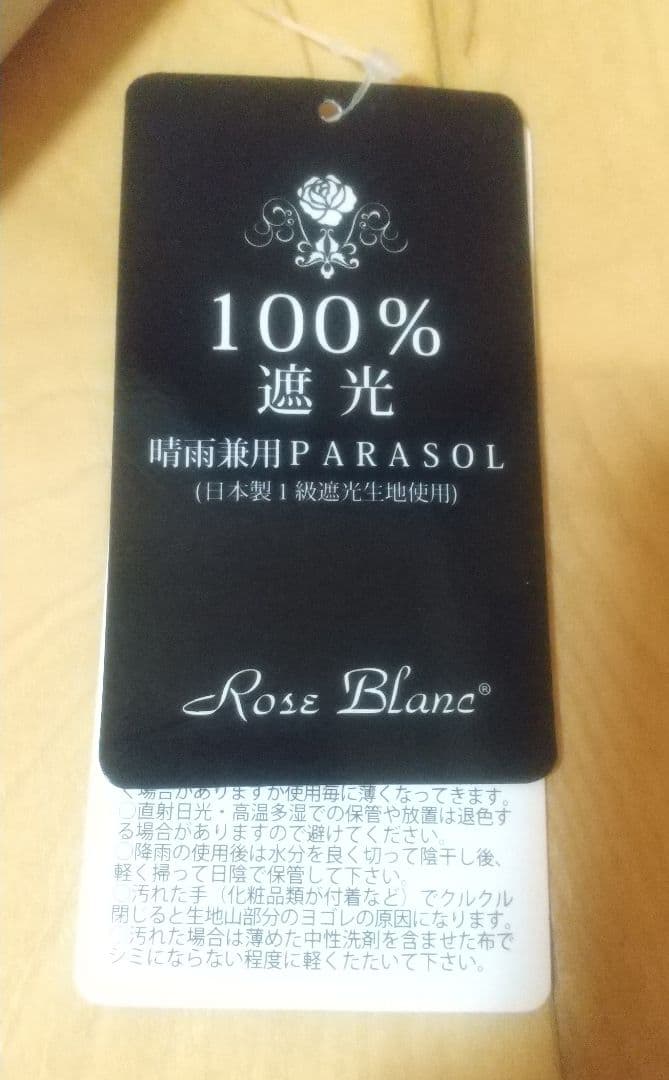 100%
遮光
晴雨兼用PARASOL
(日本製1級遮光生地使用)
Rose Blanc®
く場合がありますが使用毎に薄くなってきます。
○直射日光・高温多湿での保管や放置は退色す
る場合がありますので避けてください。
○降雨の使用後は水分を良く切って陰干し後、
軽く掃って日陰で保管して下さい。
○汚れた手（化粧品類が付着など）でクルクル
閉じると生地山部分のヨゴレの原因になります。
○汚れた場合は薄めた中性洗剤を含ませた布で
シミにならない程度に軽くたたいて下さい。